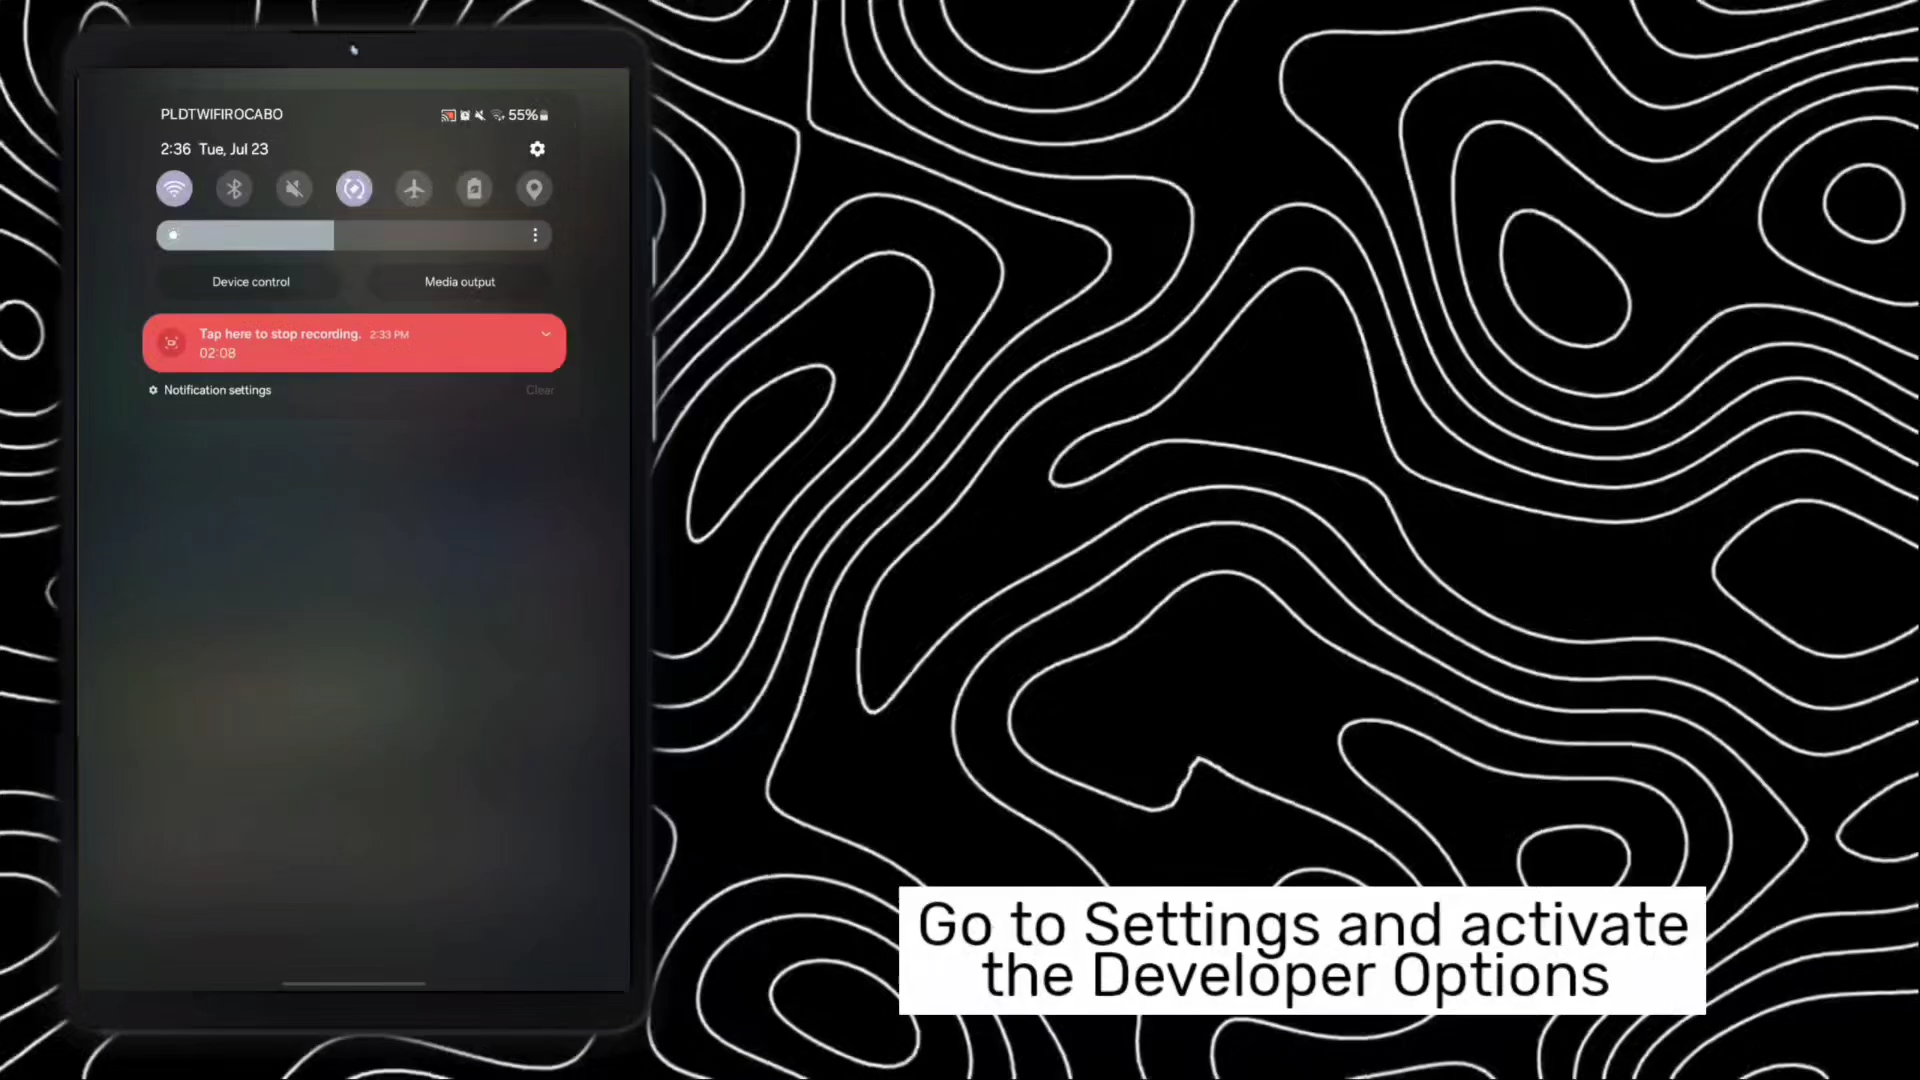 PLDTWIFIROCABO
55%
2:36 Tue, Jul 23
Device control
Media output
Tap here to stop recording. 2:33 PM
02:08
Notification settings
Clear
Go to Settings and activate
the Developer Options